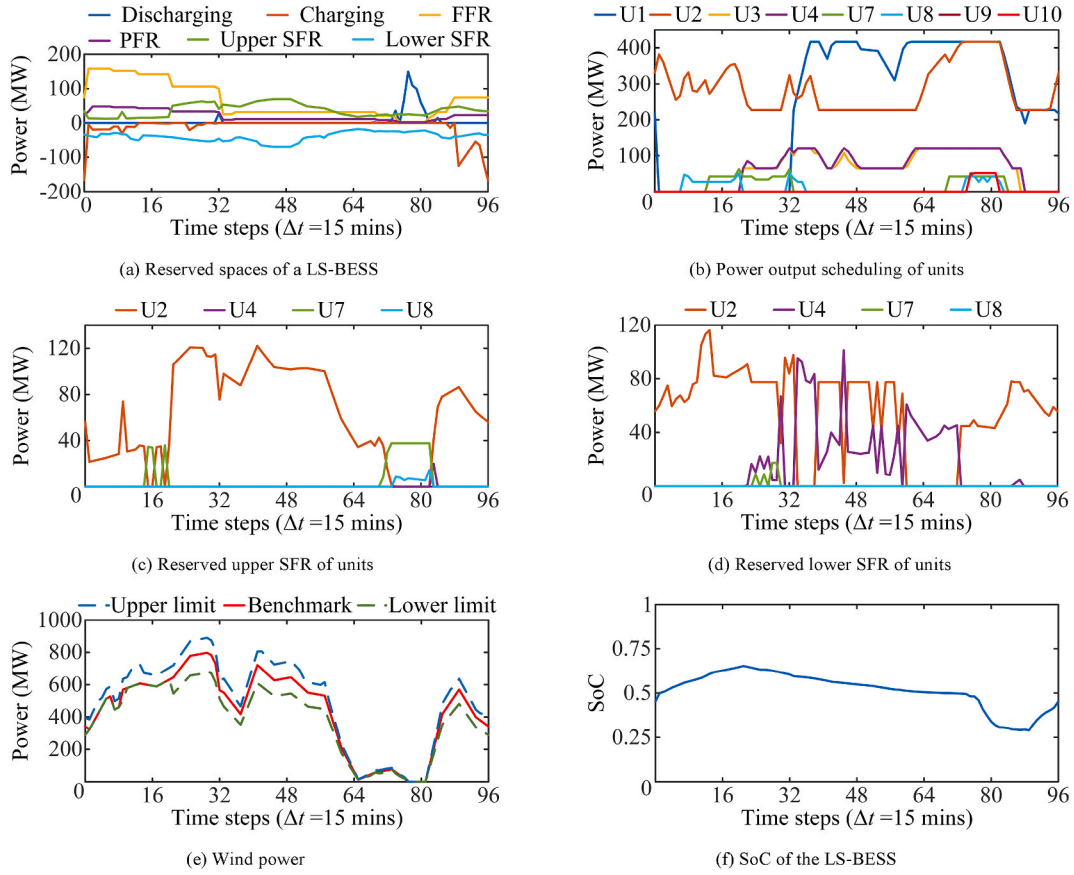 Discharging Charging FFR
PFR Upper SFR Lower SFR
200
100
0
-100
-200
Power (MW)
0 16 32 48 64 80 96
Time steps (Δt =15 mins)
(a) Reserved spaces of a LS-BESS
U1 U2 U3 U4 U7 U8 U9 U10
400
300
200
100
0
Power (MW)
16 32 48 64 80 96
Time steps (Δt =15 mins)
(b) Power output scheduling of units
U2 U4 U7 U8
120
80
40
0
Power (MW)
16 32 48 64 80 96
Time steps (Δt =15 mins)
(c) Reserved upper SFR of units
U2 U4 U7 U8
120
80
40
0
Power (MW)
16 32 48 64 80 96
Time steps (Δt =15 mins)
(d) Reserved lower SFR of units
Upper limit Benchmark Lower limit
1000
800
600
400
200
0
Power (MW)
16 32 48 64 80 96
Time steps (Δt =15 mins)
(e) Wind power
1
0.75
0.5
0.25
0
SoC
16 32 48 64 80 96
Time steps (Δt =15 mins)
(f) SoC of the LS-BESS